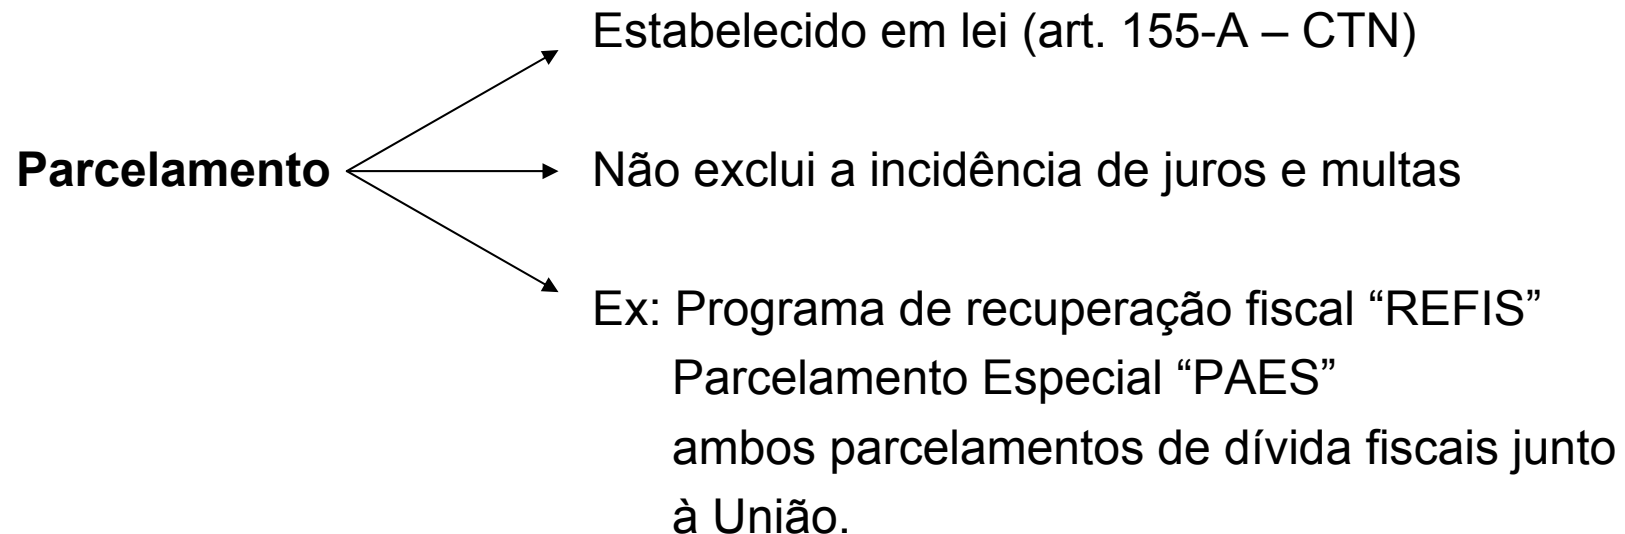 Estabelecido em lei (art. 155-A – CTN)
Parcelamento
Não exclui a incidência de juros e multas
Ex: Programa de recuperação fiscal “REFIS”
Parcelamento Especial “PAES”
ambos parcelamentos de dívida fiscais junto
à União.